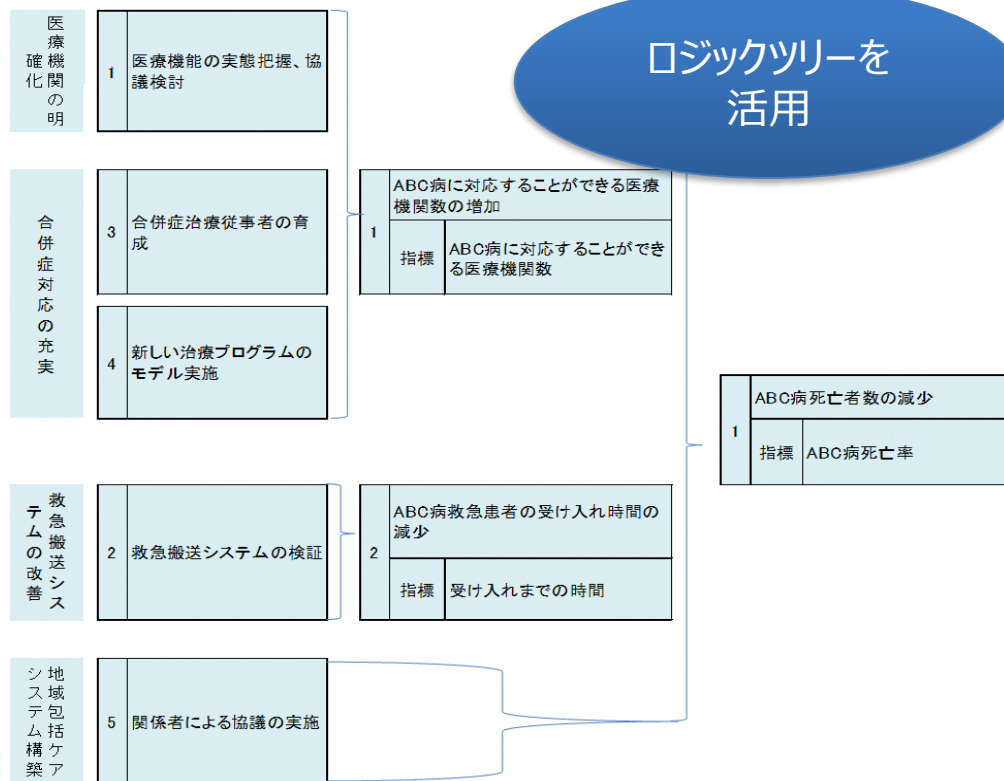 ロジックツリーを
活用
医療機関の明
確化
1
医療機能の実態把握、協
議検討
合併症対応の充実
3
合併症治療従事者の育
成
4
新しい治療プログラムの
モデル実施
1
ABC病に対応することができる医療
機関数の増加
指標
ABC病に対応することができ
る医療機関数
1
ABC病死亡者数の減少
指標
ABC病死亡率
救急搬送シス
テムの改善
2
救急搬送システムの検証
2
ABC病救急患者の受け入れ時間の
減少
指標
受け入れまでの時間
地域包括ケア
システム構築
5
関係者による協議の実施